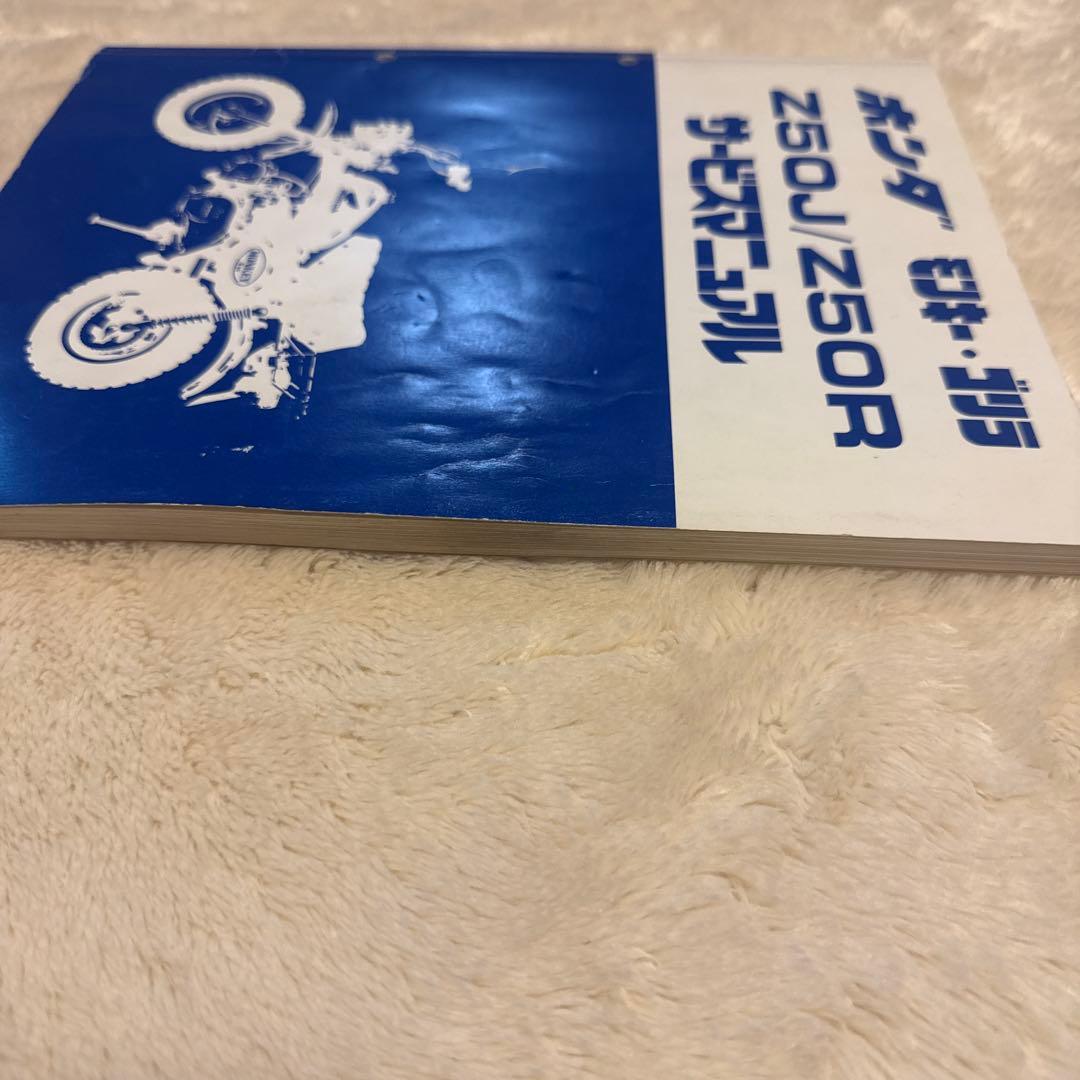 ホンダ モンキー・ゴリラ
Z50J/Z50R
サービスマニュアル
MONKEY